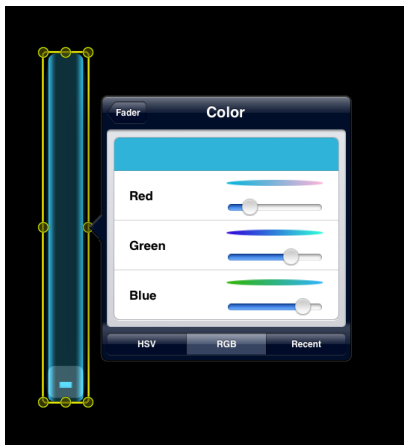 Fader
Color
Red
Green
Blue
HSV RGB Recent